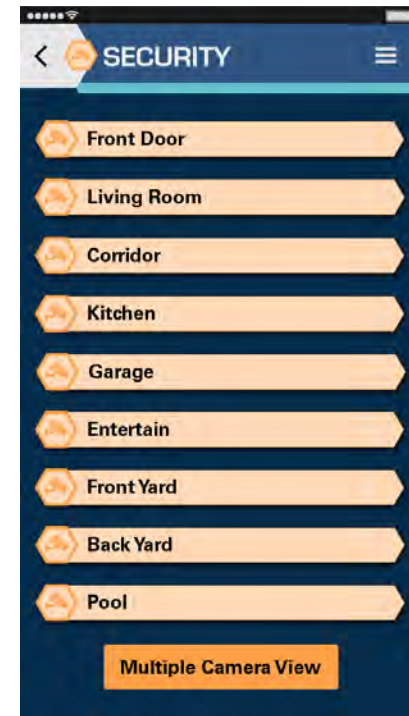 SECURITY
Front Door
Living Room
Corridor
Kitchen
Garage
Entertain
Front Yard
Back Yard
Pool
Multiple Camera View